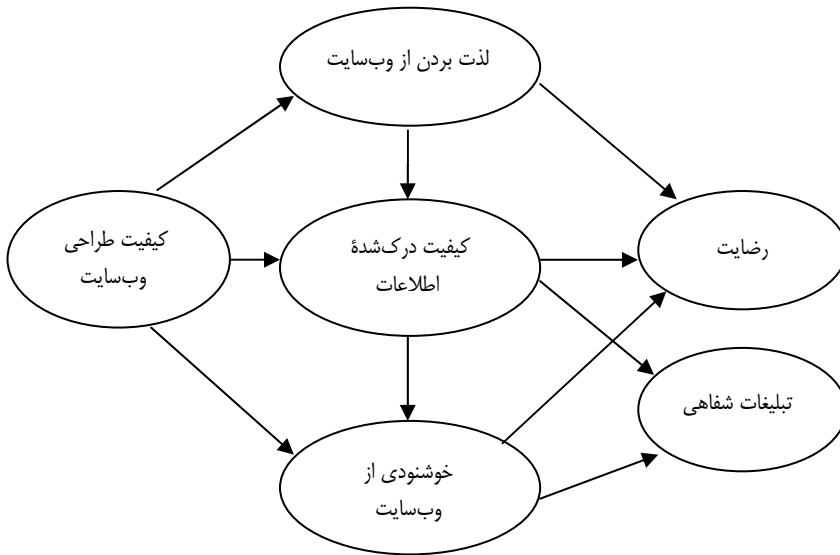 لذت بردن از وب‌سایت
کیفیت طراحی
وب‌سایت
کیفیت درک‌شدۀ
اطلاعات
رضایت
تبلیغات شفاهی
خوشنودی از
وب‌سایت